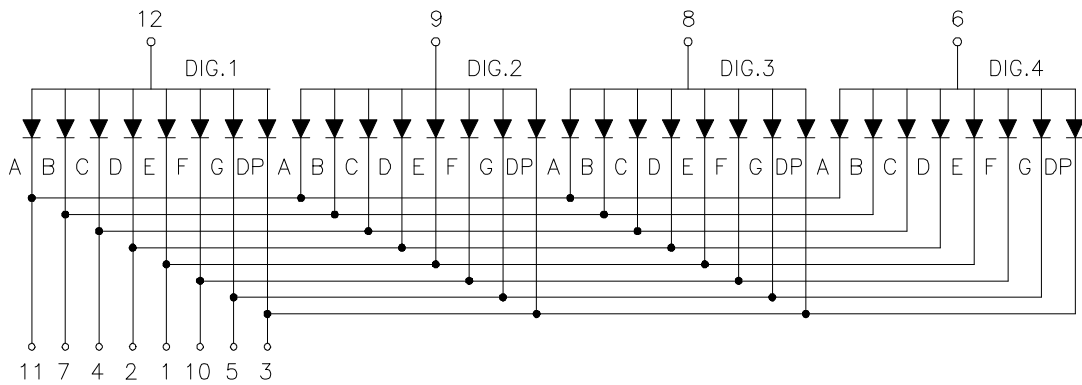 12 9 8 6
DIG.1 DIG.2 DIG.3 DIG.4
A B C D E F G DP A B C D E F G DP A B C D E F G DP A B C D E F G DP
11 7 4 2 1 10 5 3